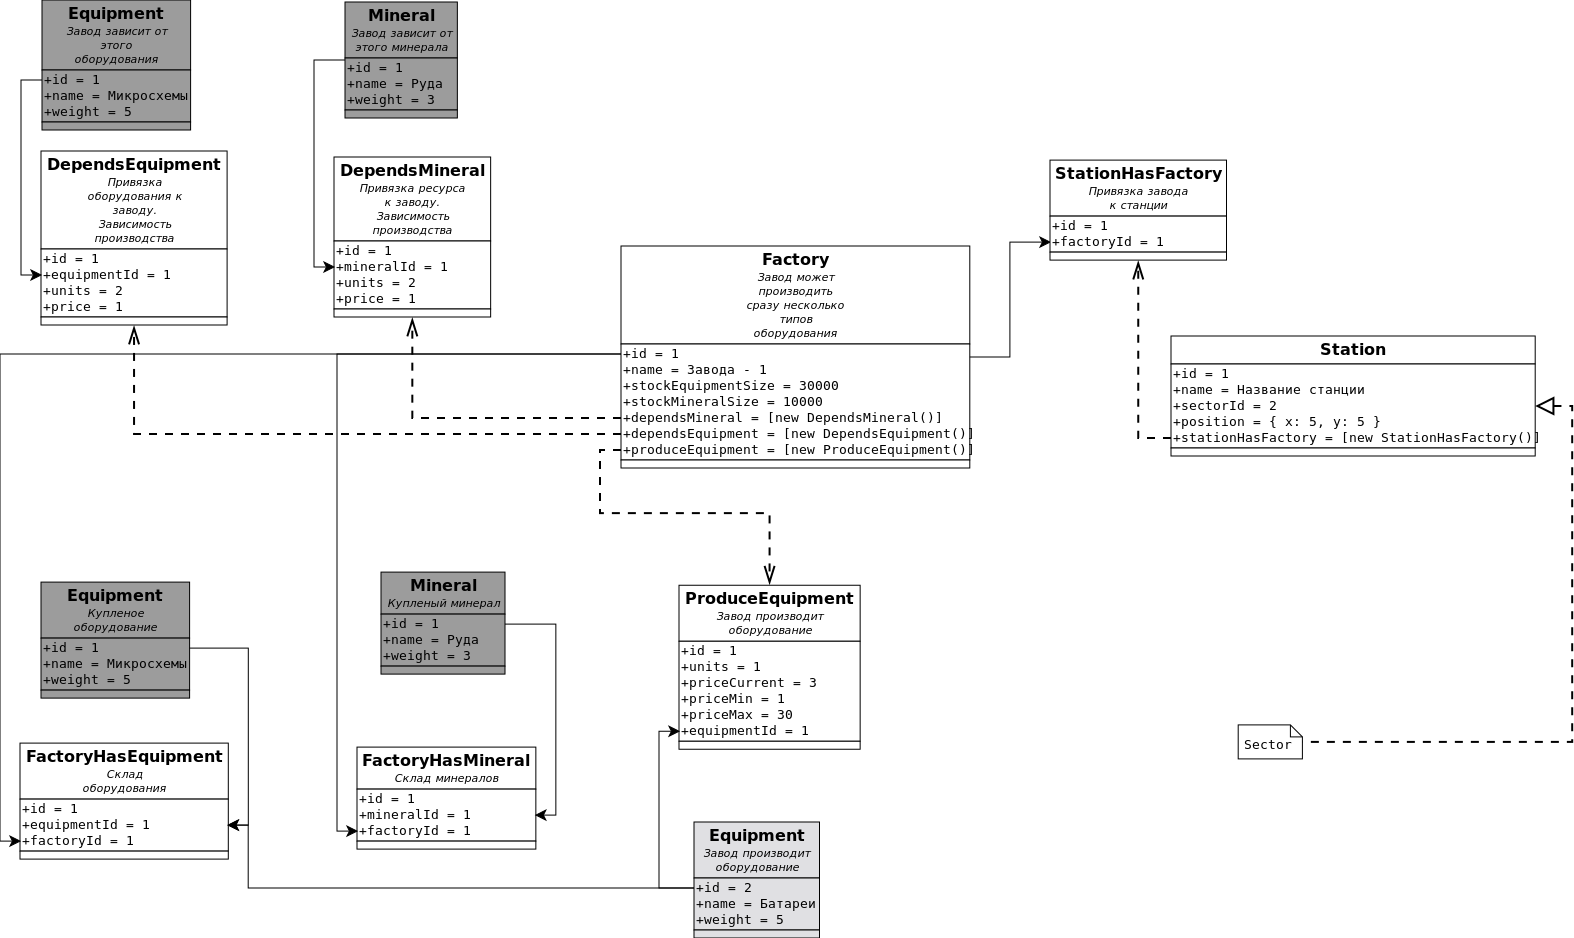 Equipment
Завод зависит от
этого
оборудования
+id = 1
+name = Микросхемы
+weight = 5
Mineral
Завод зависит от
этого минерала
+id = 1
+name = Руда
+weight = 3
DependsEquipment
Привязка
оборудования к
заводу.
Зависимость
производства
+id = 1
+equipmentId = 1
+units = 2
+price = 1
DependsMineral
Привязка ресурса
к заводу.
Зависимость
производства
+id = 1
+mineralId = 1
+units = 2
+price = 1
Factory
Завод может
производить
сразу несколько
типов
оборудования
+id = 1
+name = Завода - 1
+stockEquipmentSize = 30000
+stockMineralSize = 10000
+dependsMineral = [new DependsMineral()]
+dependsEquipment = [new DependsEquipment()]
+produceEquipment = [new ProduceEquipment()]
StationHasFactory
Привязка завода
к станции
+id = 1
+factoryId = 1
Station
+id = 1
+name = Название станции
+sectorId = 2
+position = { x: 5, y: 5 }
+stationHasFactory = [new StationHasFactory()]
Equipment
Купленое
оборудование
+id = 1
+name = Микросхемы
+weight = 5
Mineral
Купленый минерал
+id = 1
+name = Руда
+weight = 3
ProduceEquipment
Завод производит
оборудование
+id = 1
+units = 1
+priceCurrent = 3
+priceMin = 1
+priceMax = 30
+equipmentId = 1
Sector
FactoryHasEquipment
Склад
оборудования
+id = 1
+equipmentId = 1
+factoryId = 1
FactoryHasMineral
Склад минералов
+id = 1
+mineralId = 1
+factoryId = 1
Equipment
Завод производит
оборудование
+id = 2
+name = Батареи
+weight = 5